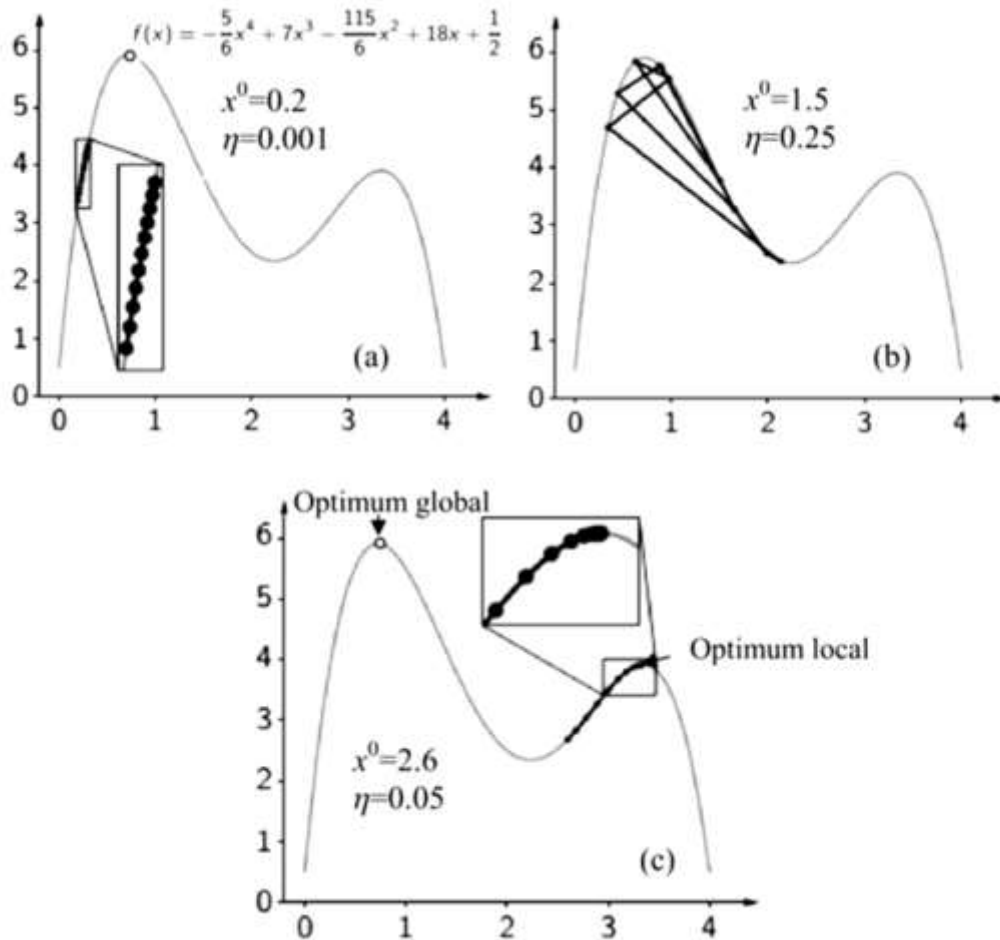 f(x) = −5/6x⁴ + 7x³ − 115/6x² + 18x + 1/2
6
5
4
3
2
1
0
x⁰=0.2
η=0.001
(a)
0 1 2 3 4
6
5
4
3
2
1
0
x⁰=1.5
η=0.25
(b)
0 1 2 3 4
Optimum global
6
5
4
3
2
1
0
Optimum local
x⁰=2.6
η=0.05
(c)
0 1 2 3 4